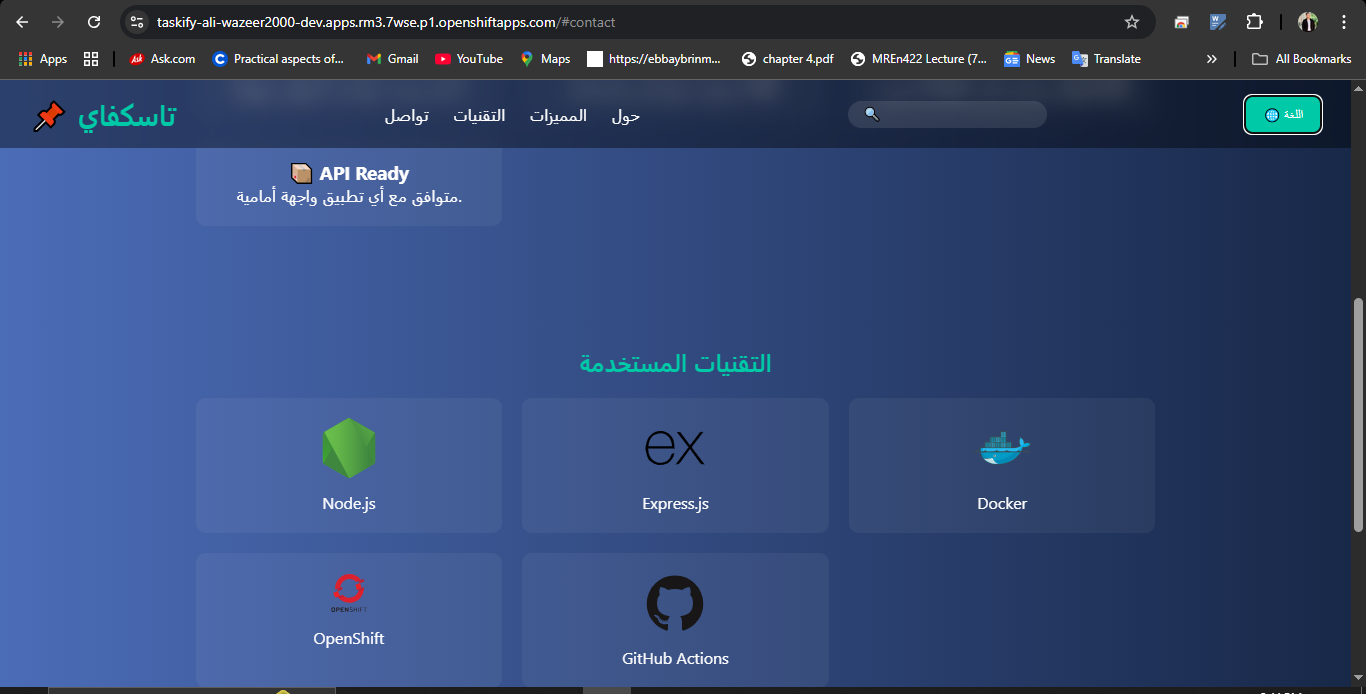 taskify-ali-wazeer2000-dev.apps.rm3.7wse.p1.openshiftapps.com/#contact
Apps
Ask.com
Practical aspects of...
Gmail
YouTube
Maps
https://ebbaybrinm...
chapter 4.pdf
MREn422 Lecture (7...
News
Translate
»
All Bookmarks
تاسكفاي
حول
المميزات
التقنيات
تواصل
اللغة
API Ready
متوافق مع أي تطبيق واجهة أمامية.
التقنيات المستخدمة
ex
Node.js
Express.js
Docker
OPENSHIFT
OpenShift
GitHub Actions